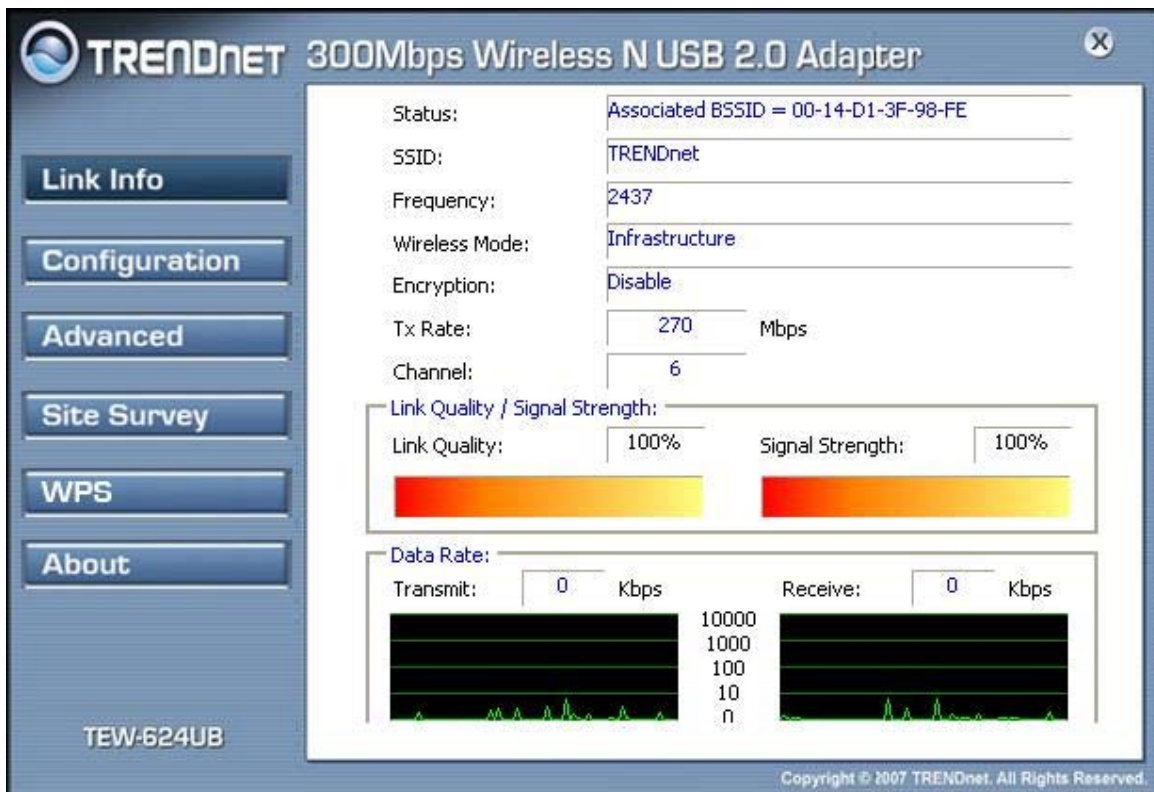 TRENDnet 300Mbps Wireless N USB 2.0 Adapter X
Link Info
Configuration
Advanced
Site Survey
WPS
About
TEW-624UB
Status: Associated BSSID = 00-14-D1-3F-98-FE
SSID: TRENDnet
Frequency: 2437
Wireless Mode: Infrastructure
Encryption: Disable
Tx Rate: 270 Mbps
Channel: 6
Link Quality / Signal Strength:
Link Quality: 100% Signal Strength: 100%
Data Rate:
Transmit: 0 Kbps Receive: 0 Kbps
10000
1000
100
10
0
Copyright © 2007 TRENDnet. All Rights Reserved.